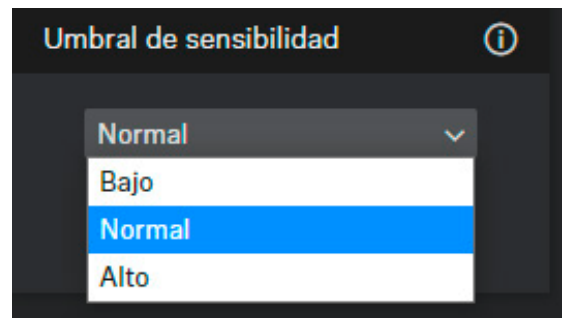 Umbral de sensibilidad
Normal
Bajo
Normal
Alto